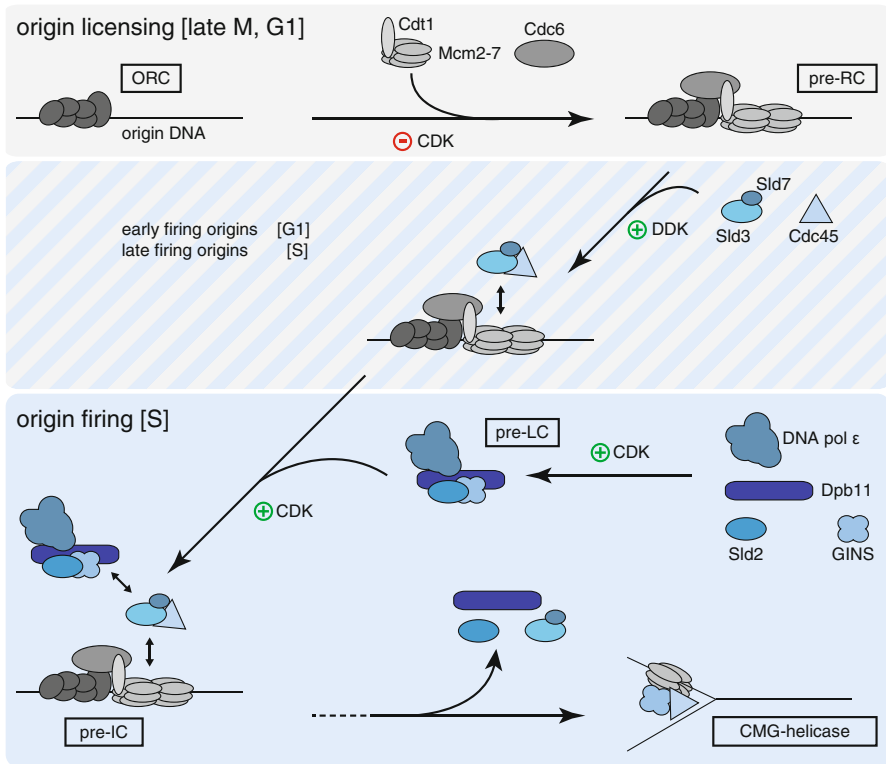 origin licensing [late M, G1]
Cdt1
Cdc6
Mcm2-7
ORC
pre-RC
origin DNA
− CDK
Sld7
early firing origins [G1]
late firing origins [S]
+ DDK
Sld3
Cdc45
origin firing [S]
pre-LC
+ CDK
DNA pol ε
Dpb11
+ CDK
Sld2
GINS
pre-IC
CMG-helicase